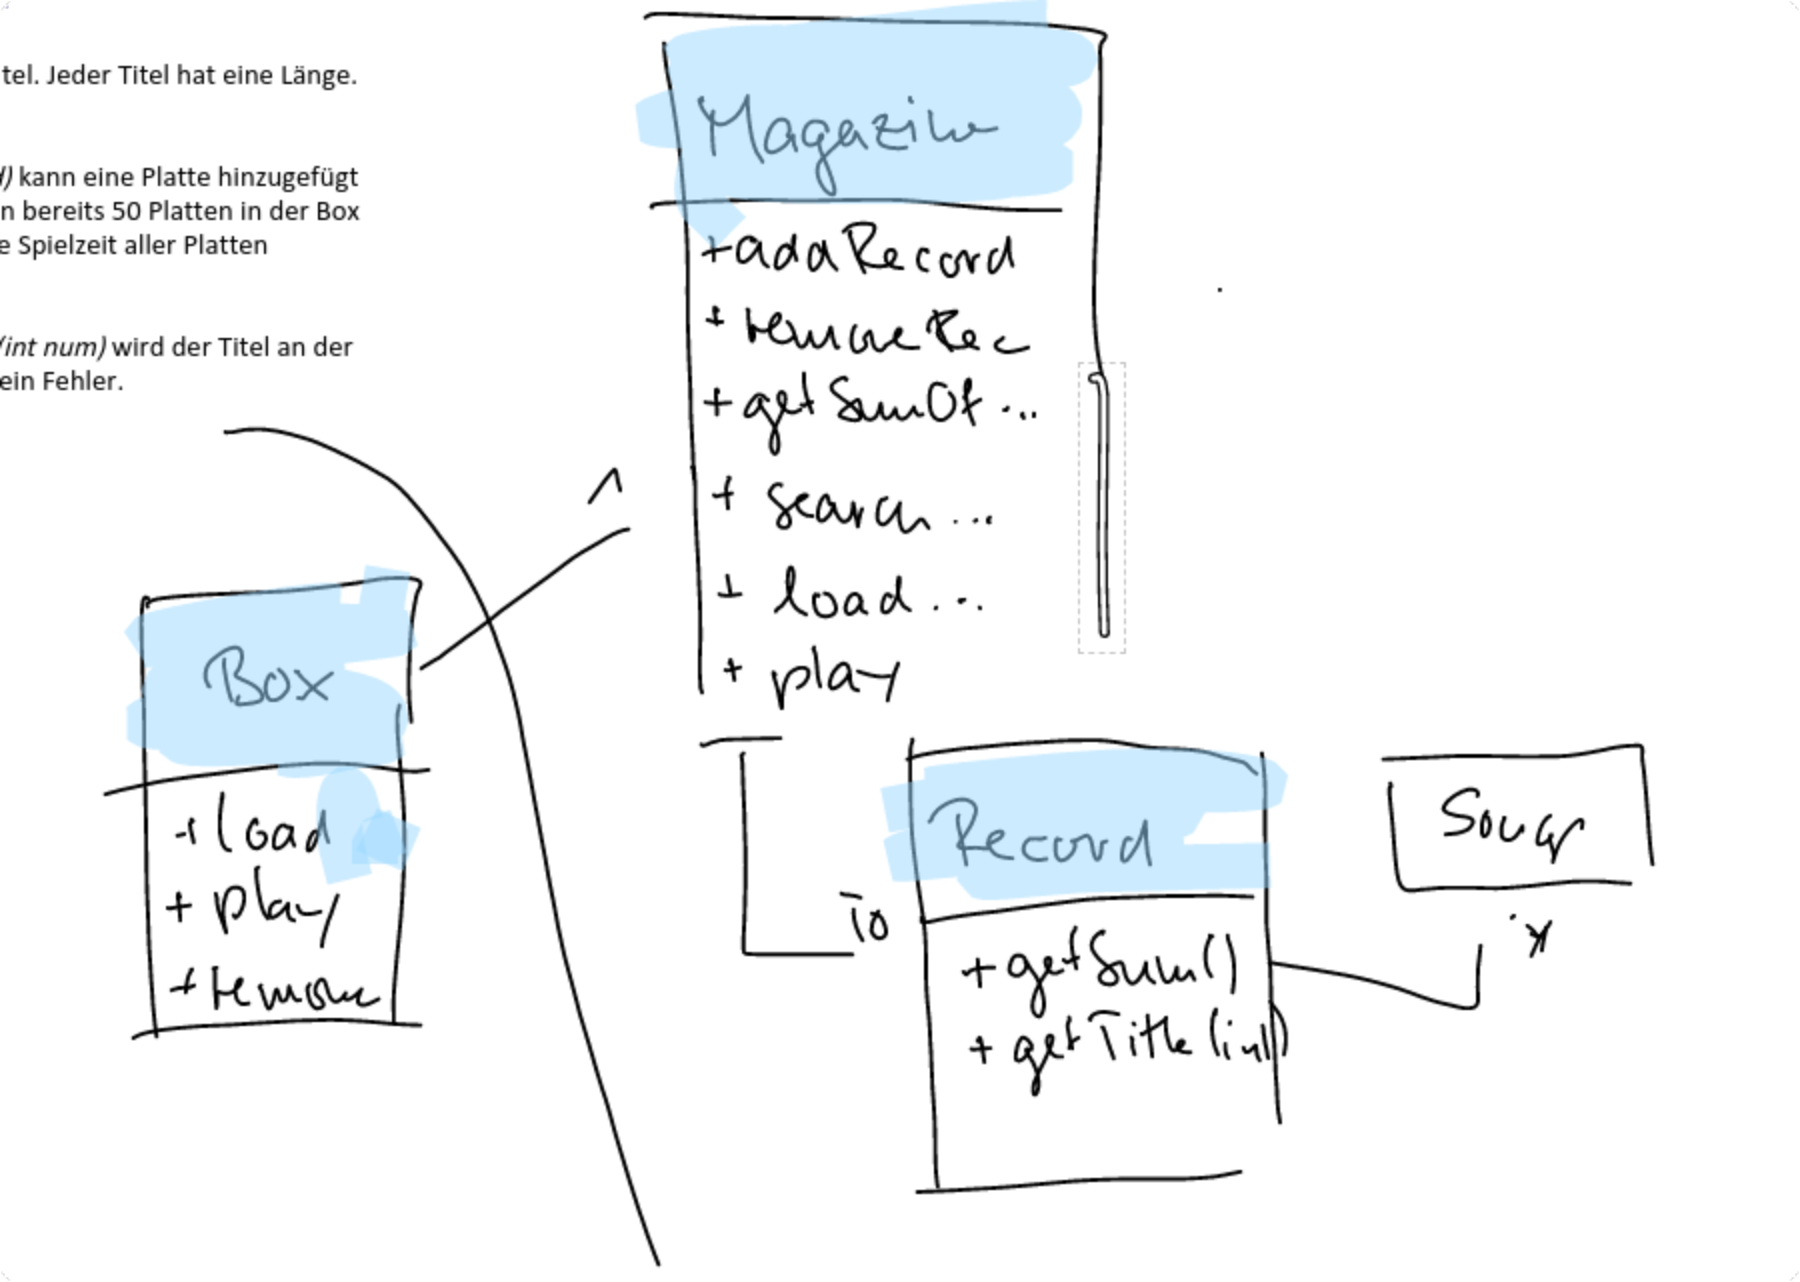 tel. Jeder Titel hat eine Länge.
) kann eine Platte hinzugefügt
n bereits 50 Platten in der Box
e Spielzeit aller Platten
(int num) wird der Titel an der
ein Fehler.
Magazine
+addRecord
+ removeRec
+ getSumOf ...
+ search ...
+ load ...
+ play
1
Box
+ load
+ play
+ remove
Record
+ getSum()
+ getTitle (int)
Song
*